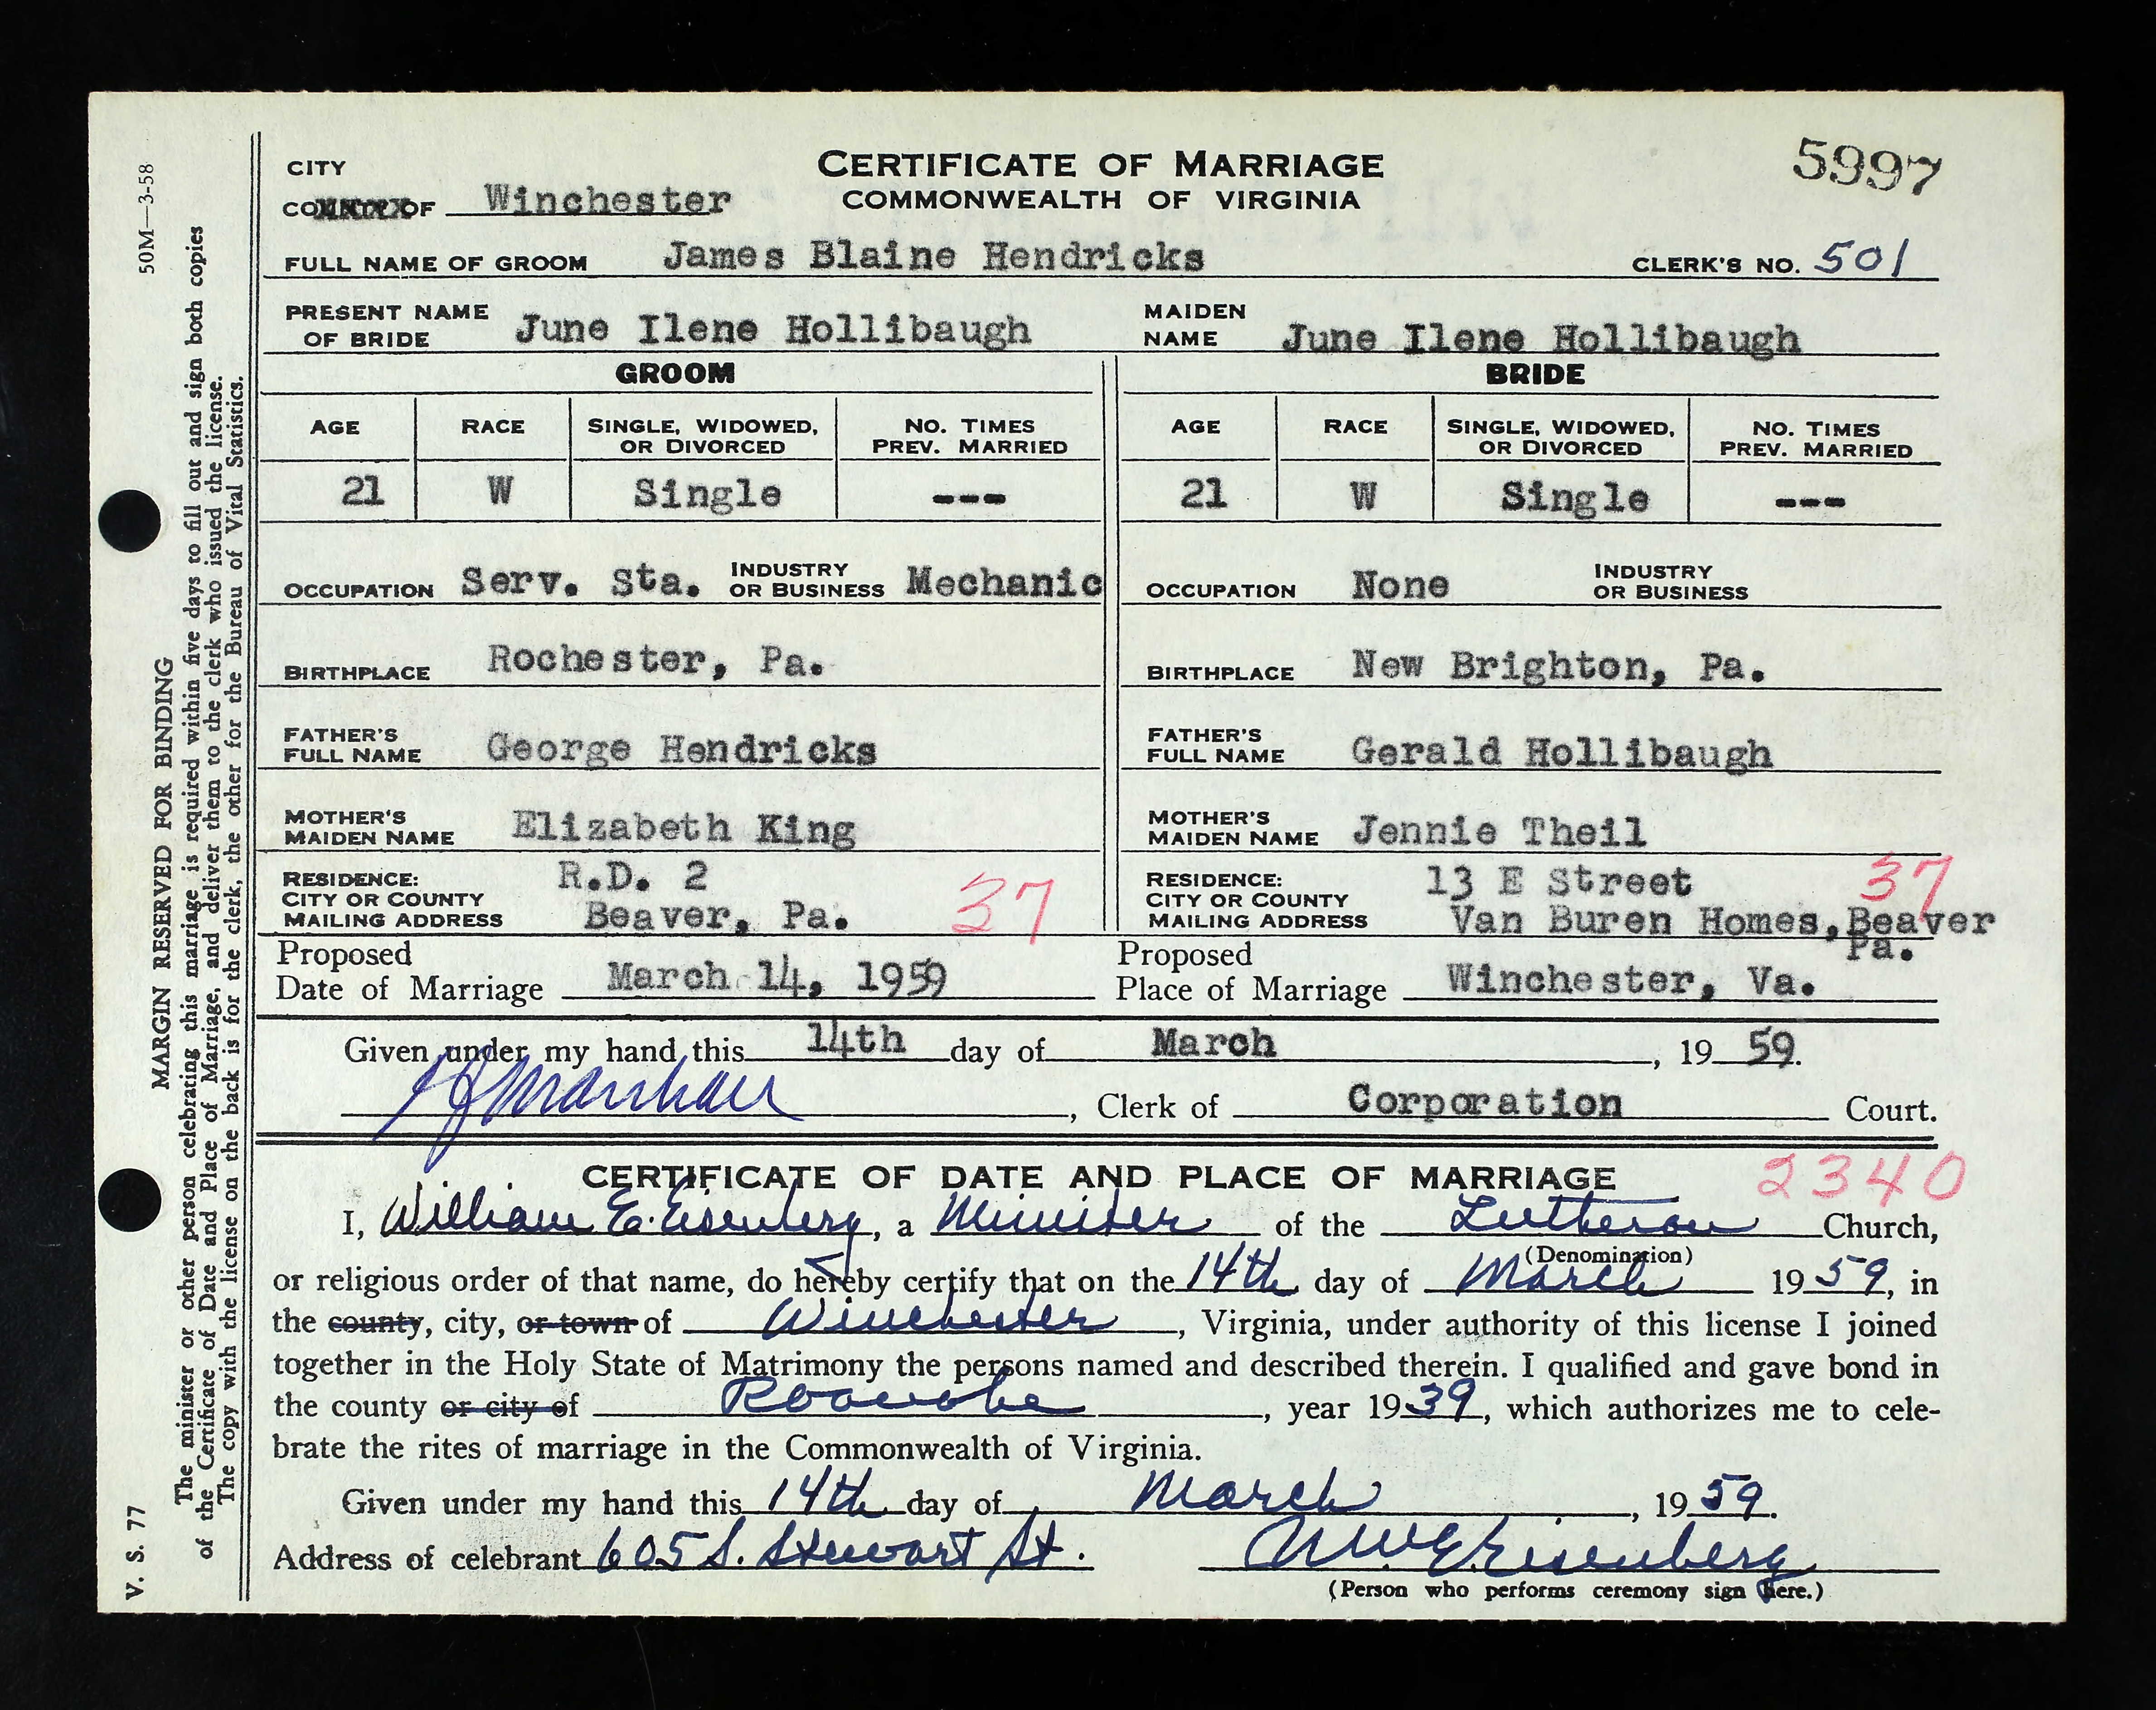 50M—3-58
MARGIN RESERVED FOR BINDING
The minister or other person celebrating this marriage is required within five days to fill out and sign both copies
of the Certificate of Date and Place of Marriage, and deliver them to the clerk who issued the license.
The copy with the license on the back is for the clerk, the other for the Bureau of Vital Statistics.
V. S. 77
CERTIFICATE OF MARRIAGE
COMMONWEALTH OF VIRGINIA
5997
CITY
COUNTY OF Winchester
FULL NAME OF GROOM James Blaine Hendricks CLERK'S NO. 501
PRESENT NAME OF BRIDE June Ilene Hollibaugh MAIDEN NAME June Ilene Hollibaugh
GROOM BRIDE
AGE RACE SINGLE, WIDOWED, OR DIVORCED NO. TIMES PREV. MARRIED AGE RACE SINGLE, WIDOWED, OR DIVORCED NO. TIMES PREV. MARRIED
21 W Single --- 21 W Single ---
OCCUPATION Serv. Sta. INDUSTRY OR BUSINESS Mechanic OCCUPATION None INDUSTRY OR BUSINESS
BIRTHPLACE Rochester, Pa. BIRTHPLACE New Brighton, Pa.
FATHER'S FULL NAME George Hendricks FATHER'S FULL NAME Gerald Hollibaugh
MOTHER'S MAIDEN NAME Elizabeth King MOTHER'S MAIDEN NAME Jennie Theil
RESIDENCE: CITY OR COUNTY MAILING ADDRESS R.D. 2 Beaver, Pa. 37 RESIDENCE: CITY OR COUNTY MAILING ADDRESS 13 E Street Van Buren Homes, Beaver Pa. 37
Proposed Date of Marriage March 14, 1959 Proposed Place of Marriage Winchester, Va.
Given under my hand this 14th day of March, 19 59.
, Clerk of Corporation Court.
CERTIFICATE OF DATE AND PLACE OF MARRIAGE 2340
I, William E. Eisenberg, a Minister of the Lutheran Church,
(Denomination)
or religious order of that name, do hereby certify that on the 14th day of March 19 59, in
the county, city, or town of Winchester, Virginia, under authority of this license I joined
together in the Holy State of Matrimony the persons named and described therein. I qualified and gave bond in
the county or city of Roanoke, year 19 39, which authorizes me to cele-
brate the rites of marriage in the Commonwealth of Virginia.
Given under my hand this 14th day of March, 19 59.
Address of celebrant 605 S. Stewart St. Wm. E. Eisenberg
(Person who performs ceremony sign here.)